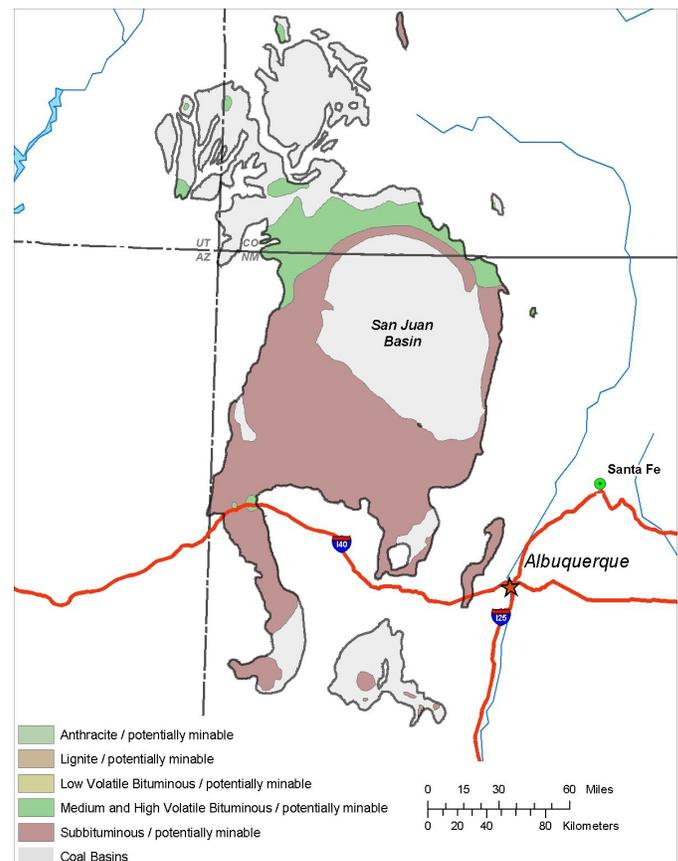 UT CO
AZ NM
San Juan
Basin
Santa Fe
I40
Albuquerque
I25
Anthracite / potentially minable
Lignite / potentially minable
Low Volatile Bituminous / potentially minable
Medium and High Volatile Bituminous / potentially minable
Subbituminous / potentially minable
Coal Basins
0 15 30 60 Miles
0 20 40 80 Kilometers